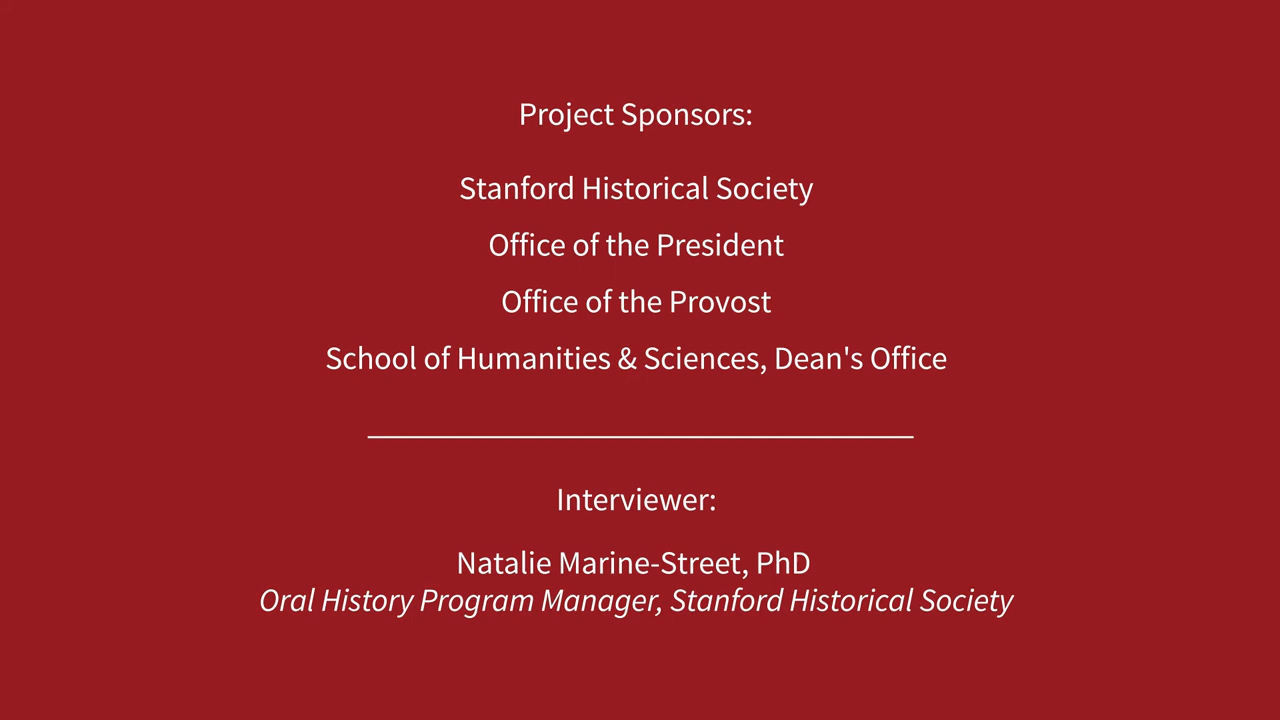 Project Sponsors:
Stanford Historical Society
Office of the President
Office of the Provost
School of Humanities & Sciences, Dean's Office
Interviewer:
Natalie Marine-Street, PhD
Oral History Program Manager, Stanford Historical Society